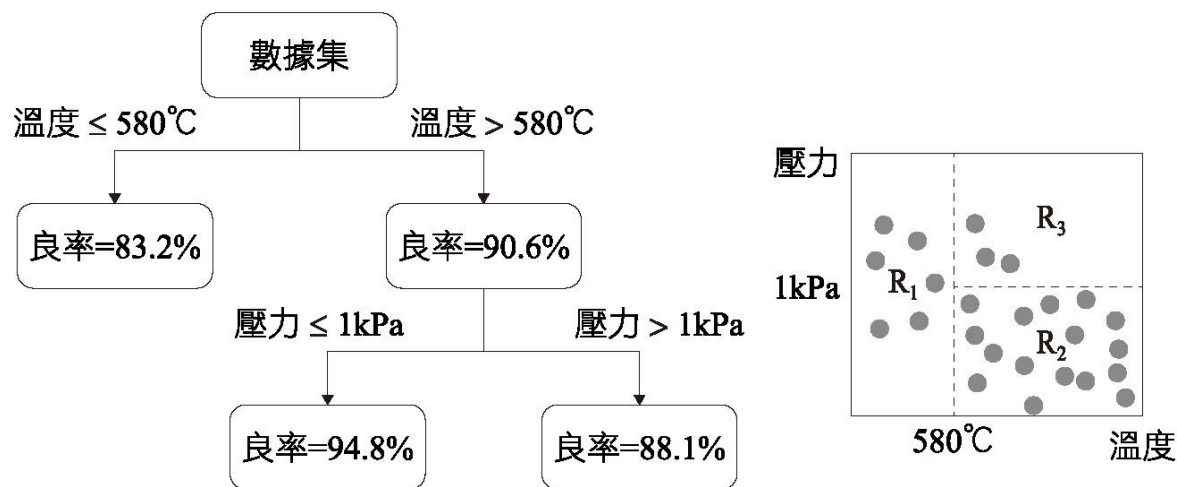 數據集
溫度 ≤ 580℃
溫度 > 580℃
良率=83.2%
良率=90.6%
壓力 ≤ 1kPa
壓力 > 1kPa
良率=94.8%
良率=88.1%
壓力
R₃
1kPa
R₁
R₂
580℃
溫度